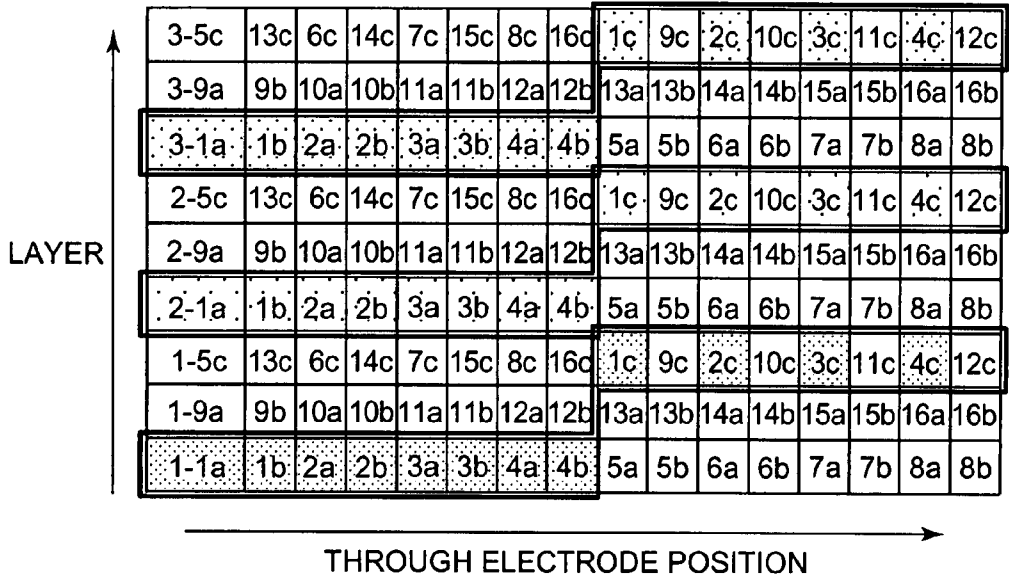 3-5c 13c 6c 14c 7c 15c 8c 16c 1c 9c 2c 10c 3c 11c 4c 12c
3-9a 9b 10a 10b 11a 11b 12a 12b 13a 13b 14a 14b 15a 15b 16a 16b
3-1a 1b 2a 2b 3a 3b 4a 4b 5a 5b 6a 6b 7a 7b 8a 8b
2-5c 13c 6c 14c 7c 15c 8c 16c 1c 9c 2c 10c 3c 11c 4c 12c
LAYER 2-9a 9b 10a 10b 11a 11b 12a 12b 13a 13b 14a 14b 15a 15b 16a 16b
2-1a 1b 2a 2b 3a 3b 4a 4b 5a 5b 6a 6b 7a 7b 8a 8b
1-5c 13c 6c 14c 7c 15c 8c 16c 1c 9c 2c 10c 3c 11c 4c 12c
1-9a 9b 10a 10b 11a 11b 12a 12b 13a 13b 14a 14b 15a 15b 16a 16b
1-1a 1b 2a 2b 3a 3b 4a 4b 5a 5b 6a 6b 7a 7b 8a 8b
THROUGH ELECTRODE POSITION